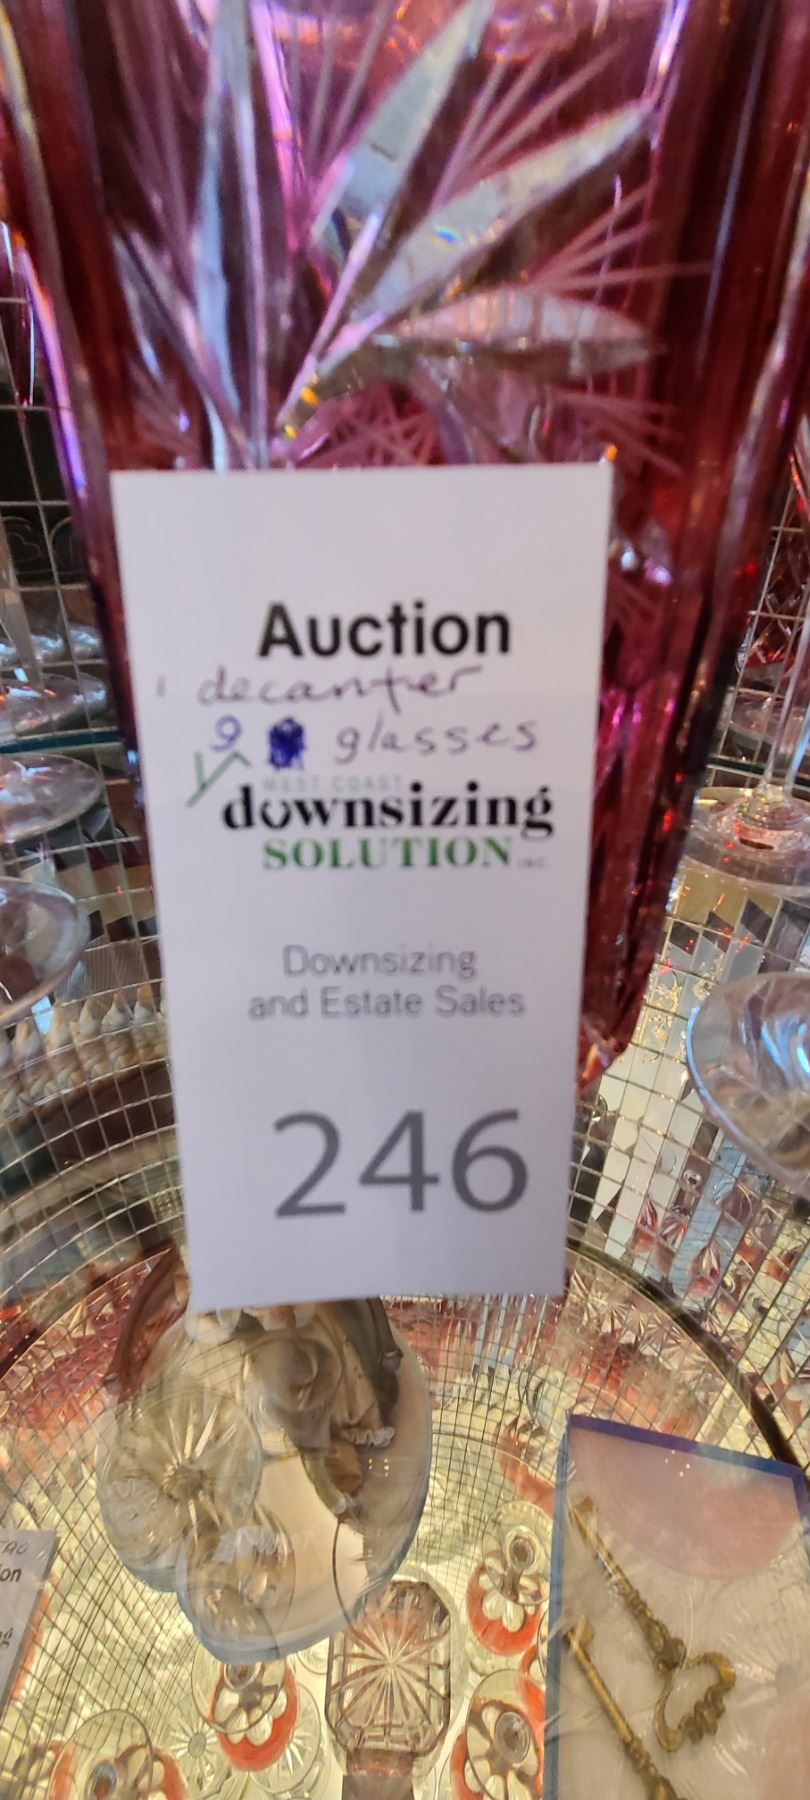 Auction
1 decanter
9 glasses
WEST COAST
downsizing
SOLUTION INC.
Downsizing
and Estate Sales
246